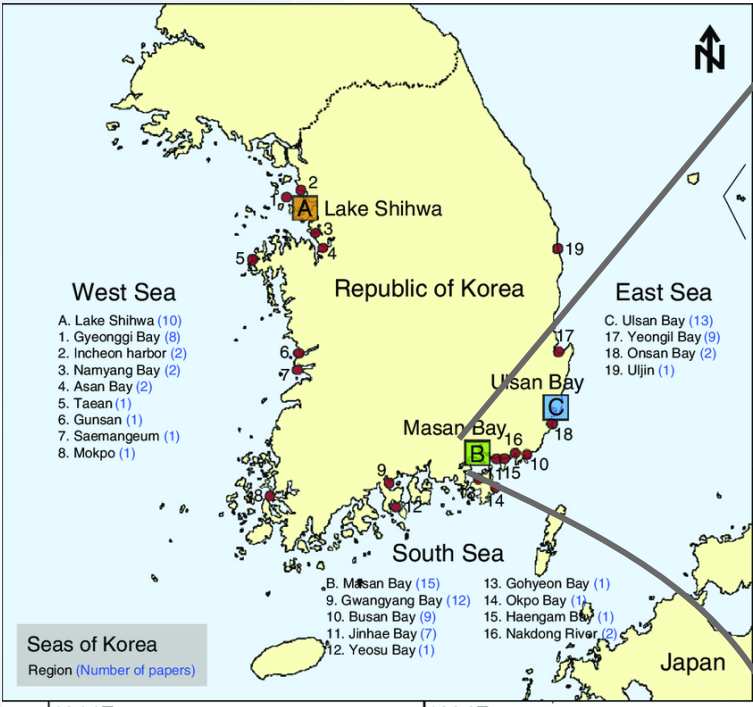 N
2
1
A Lake Shihwa
3
4
5
19
West Sea
Republic of Korea
East Sea
A. Lake Shihwa (10)
1. Gyeonggi Bay (8)
2. Incheon harbor (2)
3. Namyang Bay (2)
4. Asan Bay (2)
5. Taean (1)
6. Gunsan (1)
7. Saemangeum (1)
8. Mokpo (1)
C. Ulsan Bay (13)
17. Yeongil Bay (9)
18. Onsan Bay (2)
19. Uljin (1)
17
6
7
Ulsan Bay
C
Masan Bay
18
16
B
10
11
15
9
8
12
13
14
South Sea
B. Masan Bay (15)
9. Gwangyang Bay (12)
10. Busan Bay (9)
11. Jinhae Bay (7)
12. Yeosu Bay (1)
13. Gohyeon Bay (1)
14. Okpo Bay (1)
15. Haengam Bay (1)
16. Nakdong River (2)
Seas of Korea
Region (Number of papers)
Japan